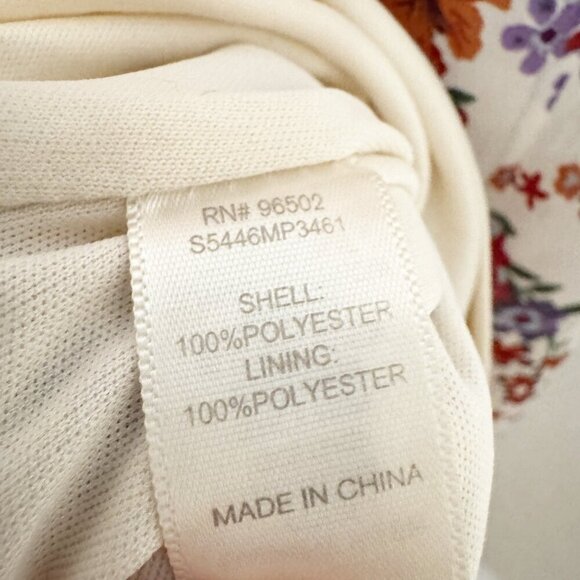 RN# 96502
S5446MP3461
SHELL:
100%POLYESTER
LINING:
100%POLYESTER
MADE IN CHINA